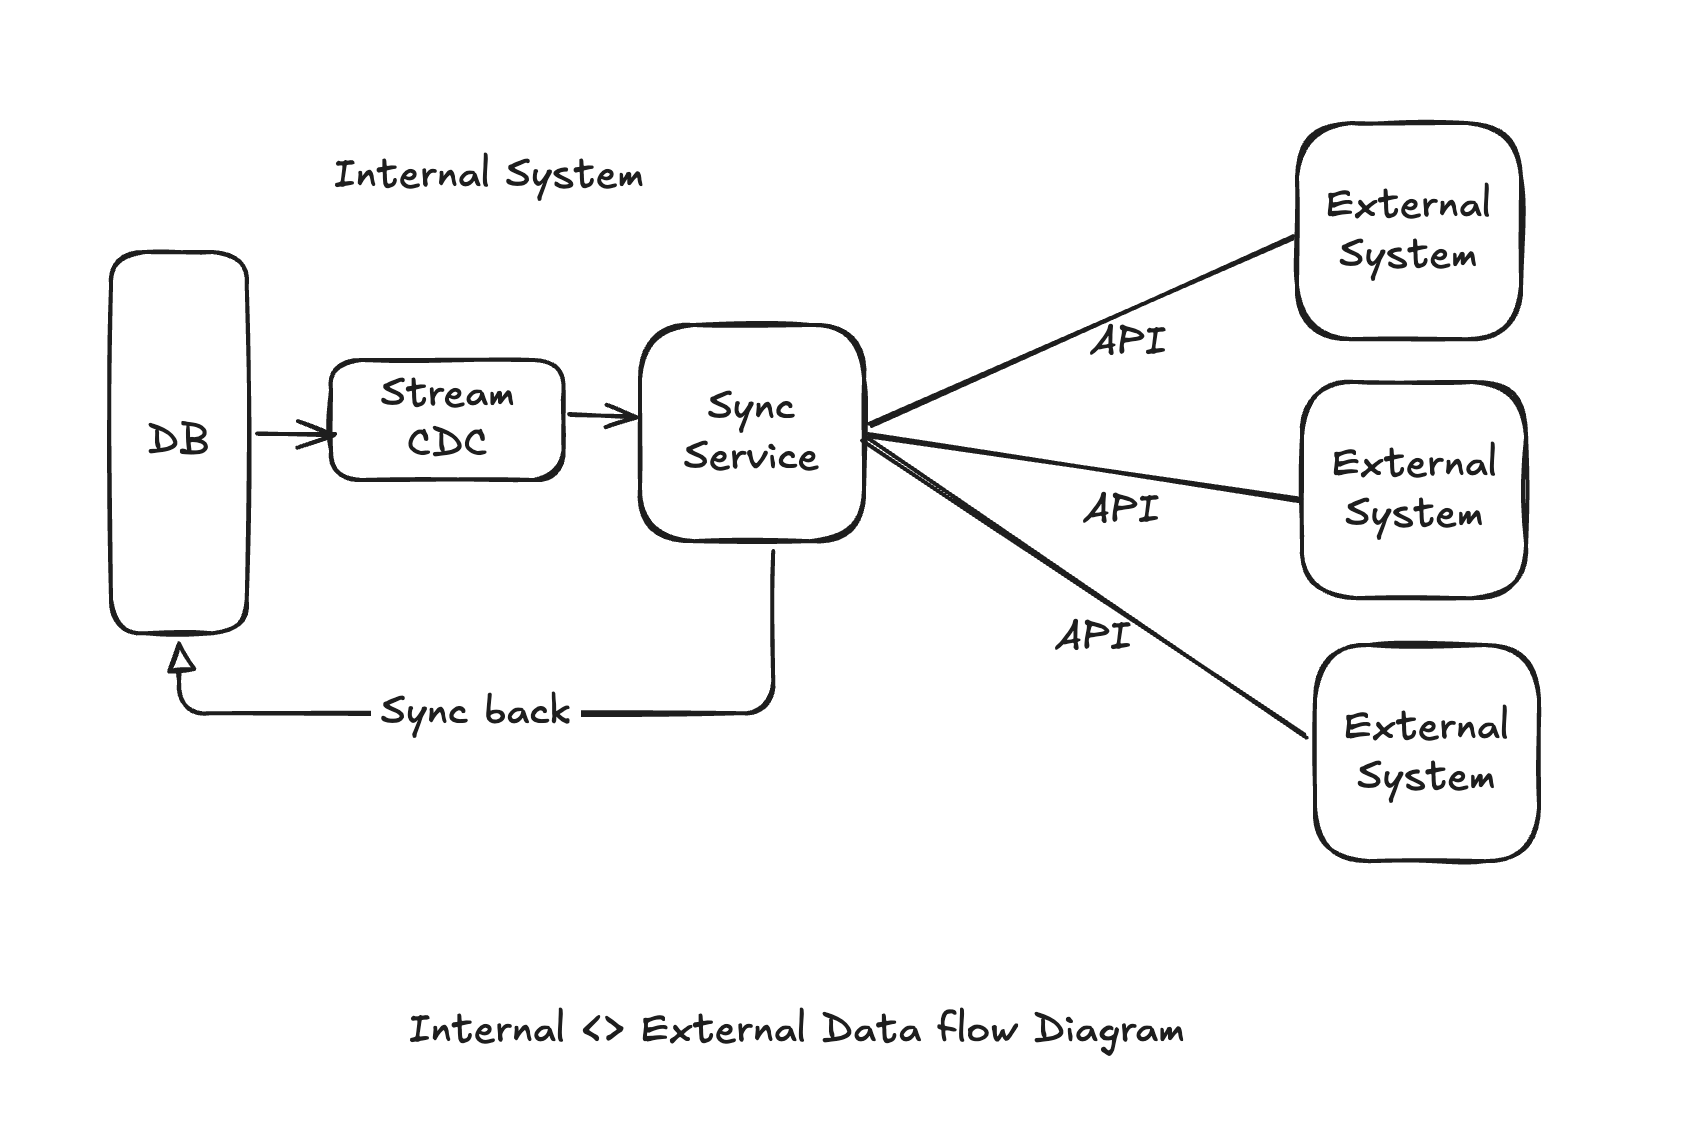 Internal System
DB
Stream
CDC
Sync
Service
Sync back
API
API
API
External
System
External
System
External
System
Internal <> External Data flow Diagram